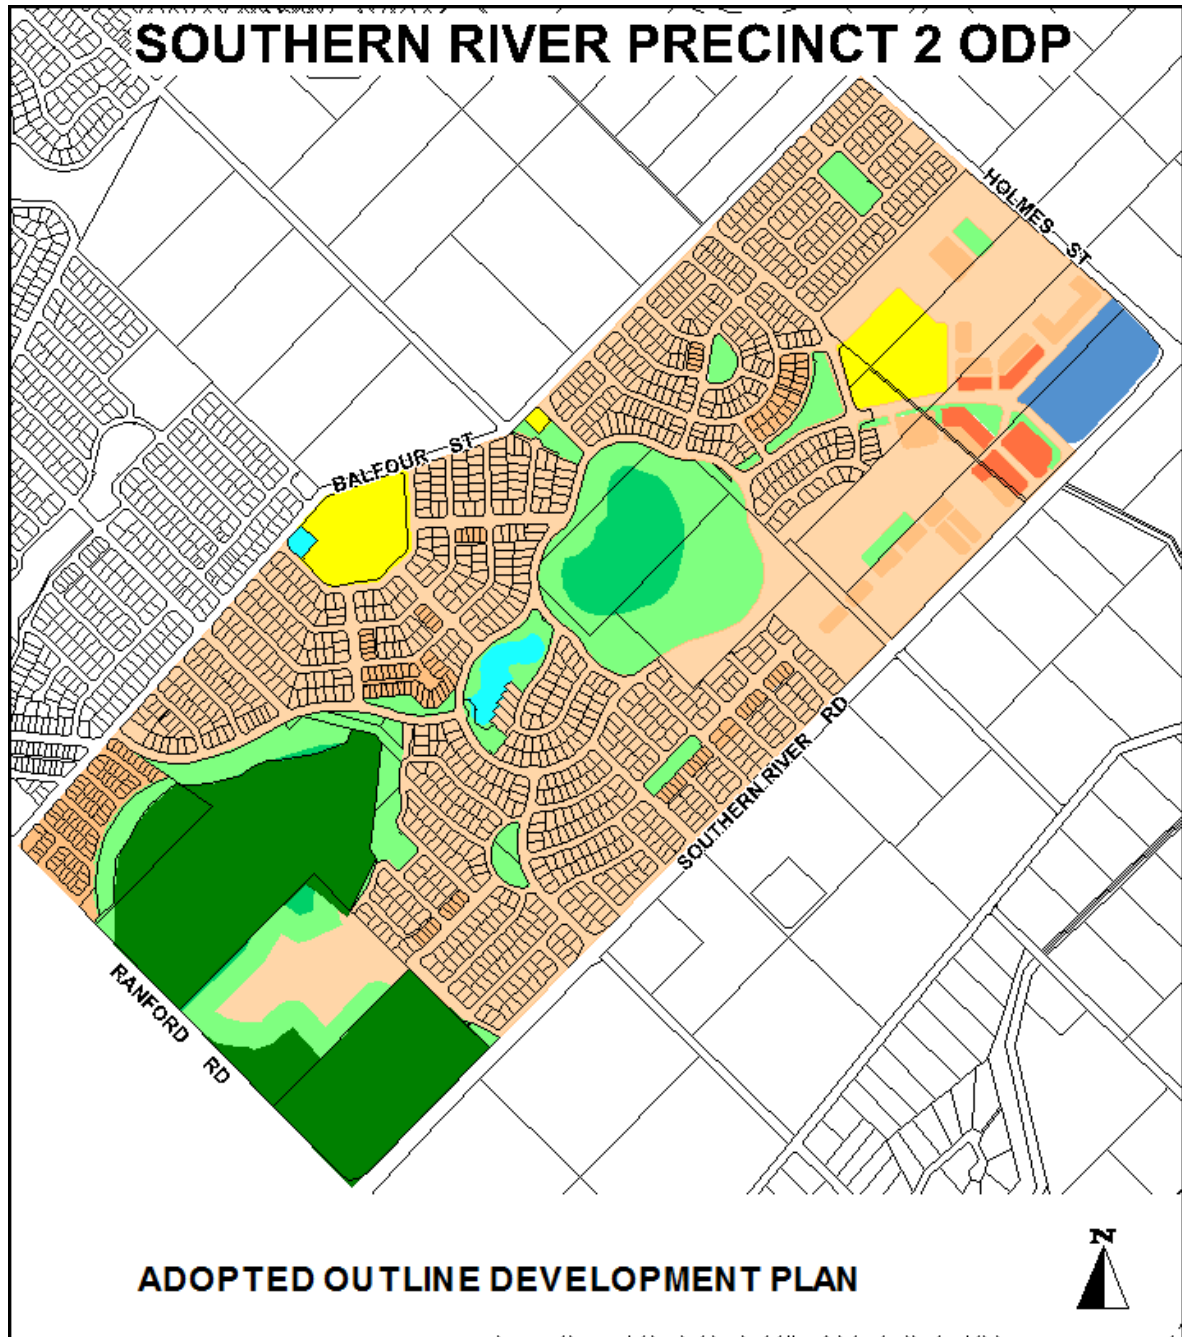 SOUTHERN RIVER PRECINCT 2 ODP
HOLMES ST
BALFOUR ST
SOUTHERN RIVER RD
RANFORD RD
N
ADOPTED OUTLINE DEVELOPMENT PLAN